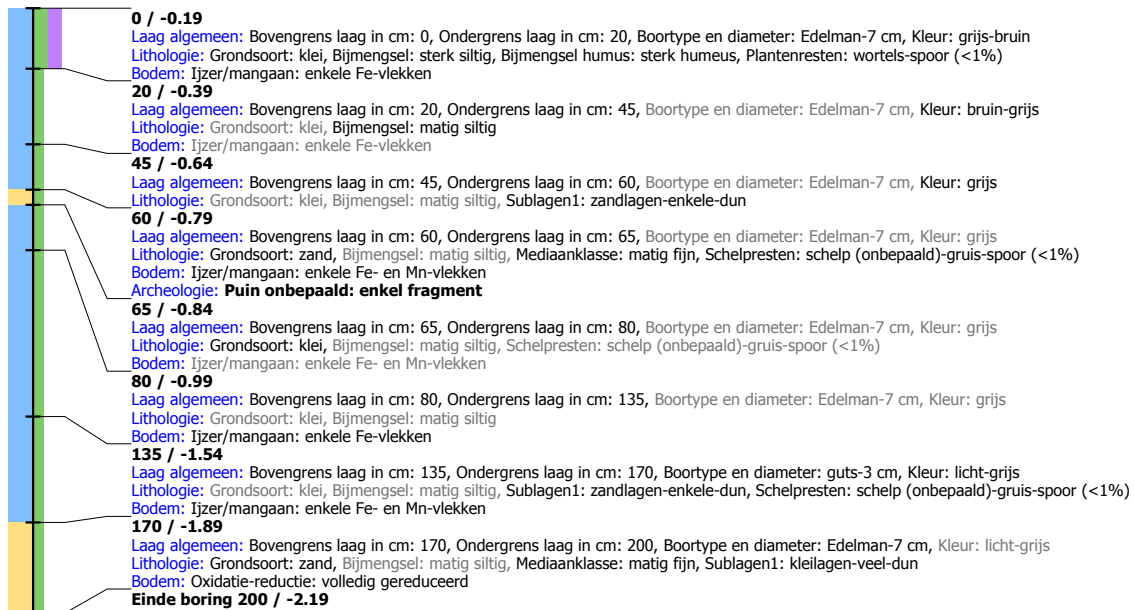 0 / -0.19
Laag algemeen: Bovengrens laag in cm: 0, Ondergrens laag in cm: 20, Boortype en diameter: Edelman-7 cm, Kleur: grijs-bruin
Lithologie: Grondsoort: klei, Bijmengsel: sterk siltig, Bijmengsel humus: sterk humeus, Plantenresten: wortels-spoor (<1%)
Bodem: Ijzer/mangaan: enkele Fe-vlekken
20 / -0.39
Laag algemeen: Bovengrens laag in cm: 20, Ondergrens laag in cm: 45, Boortype en diameter: Edelman-7 cm, Kleur: bruin-grijs
Lithologie: Grondsoort: klei, Bijmengsel: matig siltig
Bodem: Ijzer/mangaan: enkele Fe-vlekken
45 / -0.64
Laag algemeen: Bovengrens laag in cm: 45, Ondergrens laag in cm: 60, Boortype en diameter: Edelman-7 cm, Kleur: grijs
Lithologie: Grondsoort: klei, Bijmengsel: matig siltig, Sublagen1: zandlagen-enkele-dun
60 / -0.79
Laag algemeen: Bovengrens laag in cm: 60, Ondergrens laag in cm: 65, Boortype en diameter: Edelman-7 cm, Kleur: grijs
Lithologie: Grondsoort: zand, Bijmengsel: matig siltig, Mediaanklasse: matig fijn, Schelpresten: schelp (onbepaald)-gruis-spoor (<1%)
Bodem: Ijzer/mangaan: enkele Fe- en Mn-vlekken
Archeologie: Puin onbepaald: enkel fragment
65 / -0.84
Laag algemeen: Bovengrens laag in cm: 65, Ondergrens laag in cm: 80, Boortype en diameter: Edelman-7 cm, Kleur: grijs
Lithologie: Grondsoort: klei, Bijmengsel: matig siltig, Schelpresten: schelp (onbepaald)-gruis-spoor (<1%)
Bodem: Ijzer/mangaan: enkele Fe- en Mn-vlekken
80 / -0.99
Laag algemeen: Bovengrens laag in cm: 80, Ondergrens laag in cm: 135, Boortype en diameter: Edelman-7 cm, Kleur: grijs
Lithologie: Grondsoort: klei, Bijmengsel: matig siltig
Bodem: Ijzer/mangaan: enkele Fe-vlekken
135 / -1.54
Laag algemeen: Bovengrens laag in cm: 135, Ondergrens laag in cm: 170, Boortype en diameter: guts-3 cm, Kleur: licht-grijs
Lithologie: Grondsoort: klei, Bijmengsel: matig siltig, Sublagen1: zandlagen-enkele-dun, Schelpresten: schelp (onbepaald)-gruis-spoor (<1%)
Bodem: Ijzer/mangaan: enkele Fe- en Mn-vlekken
170 / -1.89
Laag algemeen: Bovengrens laag in cm: 170, Ondergrens laag in cm: 200, Boortype en diameter: Edelman-7 cm, Kleur: licht-grijs
Lithologie: Grondsoort: zand, Bijmengsel: matig siltig, Mediaanklasse: matig fijn, Sublagen1: kleilagen-veel-dun
Bodem: Oxidatie-reductie: volledig gereduceerd
Einde boring 200 / -2.19